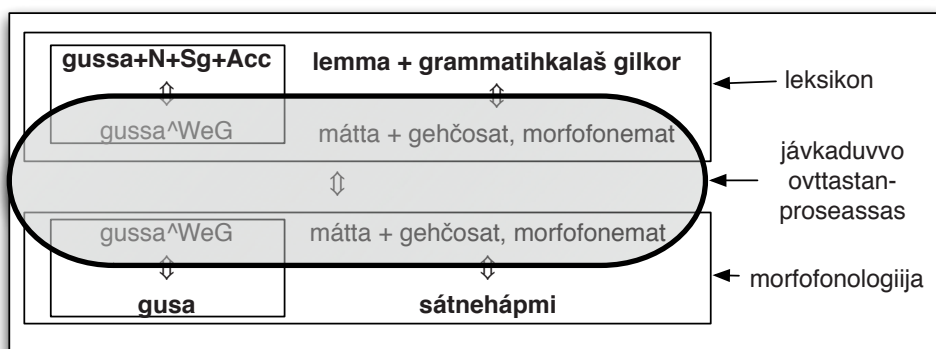 gussa+N+Sg+Acc lemma + grammatihkalaš gilkor
leksikon
gussa^WeG mátta + gehčosat, morfofonemat
jávkaduvvo
ovttastan-
proseassas
gussa^WeG mátta + gehčosat, morfofonemat
morfofonologiija
gusa sátnehápmi